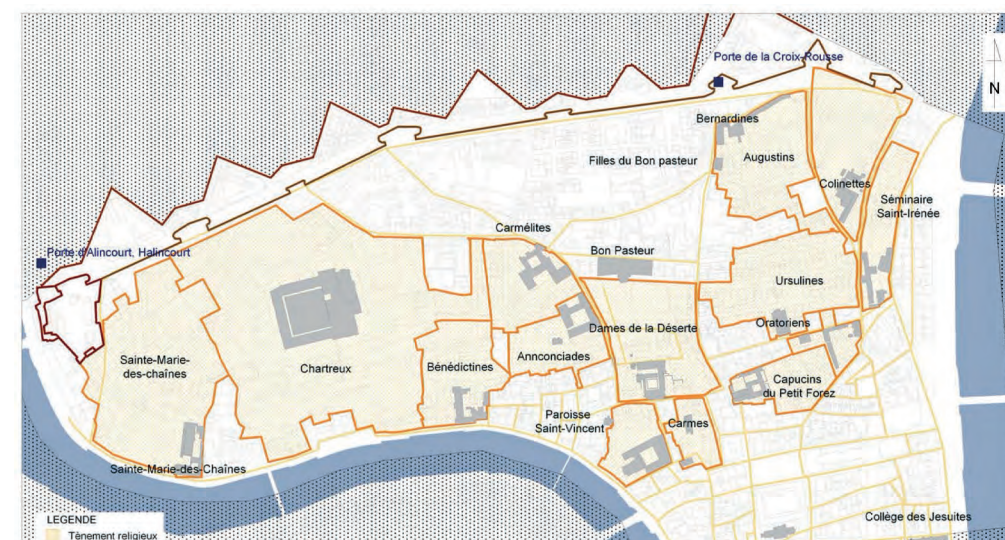 Porte de la Croix-Rousse
N
Bernardines
Filles du Bon pasteur
Augustins
Colinettes
Séminaire
Saint-Irénée
Carmélites
Porte d'Alincourt, Halincourt
Bon Pasteur
Ursulines
Oratoriens
Dames de la Déserte
Sainte-Marie-
des-chaînes
Chartreux
Bénédictines
Annconciades
Capucins
du Petit Forez
Paroisse
Saint-Vincent
Carmes
Sainte-Marie-des-Chaînes
Collège des Jesuites
LEGENDE
Tènement religieux